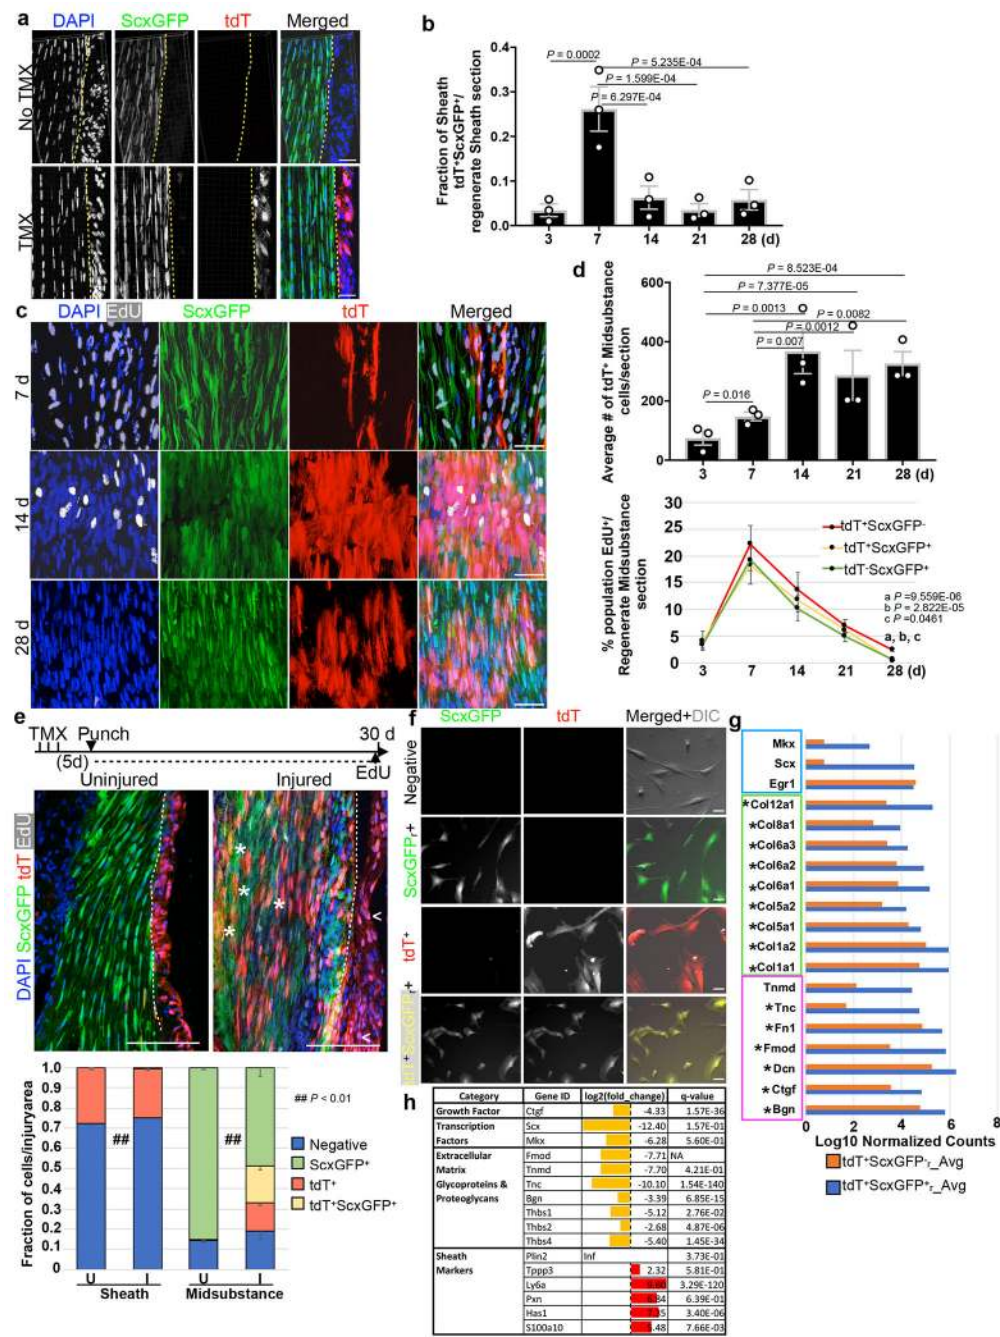 a
DAPI ScxGFP tdT Merged
No TMX
TMX
b
Fraction of Sheath
tdT⁺ScxGFP⁺/
regenerate Sheath section
0.4
0.3
0.2
0.1
0.0
P = 0.0002
P = 5.235E-04
P = 1.599E-04
P = 6.297E-04
3 7 14 21 28 (d)
c
DAPI EdU ScxGFP tdT Merged
7 d
14 d
28 d
d
Average # of tdT⁺ Midsubstance
cells/section
600
400
200
0
P = 8.523E-04
P = 7.377E-05
P = 0.0013
P = 0.0082
P = 0.0012
P = 0.007
P = 0.016
3 7 14 21 28 (d)
% population EdU⁺/
Regenerate Midsubstance
section
30
25
20
15
10
5
0
tdT⁺ScxGFP⁻
tdT⁺ScxGFP⁺
tdT⁻ScxGFP⁺
a P =9.559E-06
b P = 2.822E-05
c P =0.0461
a, b, c
3 7 14 21 28 (d)
e
TMX Punch 30 d
(5d) EdU
Uninjured Injured
DAPI ScxGFP tdT EdU
* * * *
< <
Fraction of cells/injuryarea
1.0
0.9
0.8
0.7
0.6
0.5
0.4
0.3
0.2
0.1
0
## ##
## P < 0.01
Negative
ScxGFP⁺
tdT⁺
tdT⁺ScxGFP⁺
U I U I
Sheath Midsubstance
f
ScxGFP tdT Merged+DIC
Negative
ScxGFPr+
tdT⁺
tdT⁺ScxGFPr+
g
Mkx
Scx
Egr1
*Col12a1
*Col8a1
*Col6a3
*Col6a2
*Col6a1
*Col5a2
*Col5a1
*Col1a2
*Col1a1
Tnmd
*Tnc
*Fn1
*Fmod
*Dcn
*Ctgf
*Bgn
0 2 4 6 8
Log10 Normalized Counts
tdT⁺ScxGFP⁻r_Avg
tdT⁺ScxGFP⁺r_Avg
h
Category Gene ID log2(fold_change) q-value
Growth Factor Ctgf -4.33 1.57E-36
Transcription Scx -12.40 1.57E-01
Factors Mkx -6.28 5.60E-01
Extracellular Fmod -7.71 NA
Matrix Tnmd -7.70 4.21E-01
Glycoproteins & Tnc -10.10 1.54E-140
Proteoglycans Bgn -3.39 6.85E-15
Thbs1 -5.12 2.76E-02
Thbs2 -2.68 4.87E-06
Thbs4 -5.40 1.45E-34
Sheath Plin2 Inf 3.73E-01
Markers Tppp3 2.32 5.81E-01
Ly6a 3.29E-120
Pxn 6.39E-01
Has1 3.40E-06
S100a10 7.66E-03